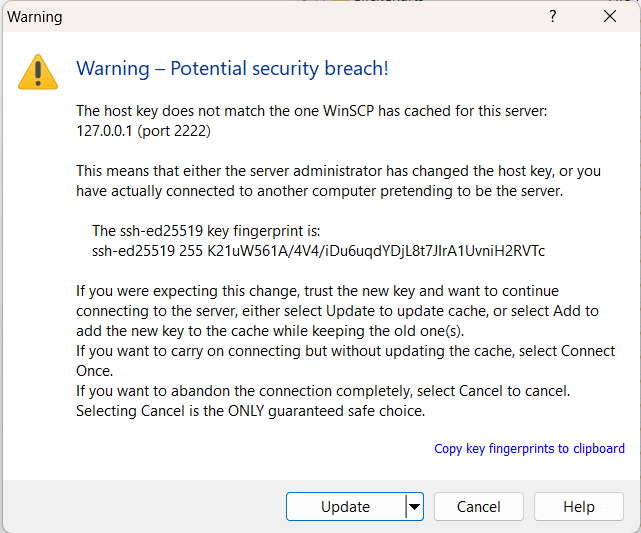 Warning
?
Warning – Potential security breach!
The host key does not match the one WinSCP has cached for this server:
127.0.0.1 (port 2222)
This means that either the server administrator has changed the host key, or you
have actually connected to another computer pretending to be the server.
The ssh-ed25519 key fingerprint is:
ssh-ed25519 255 K21uW561A/4V4/iDu6uqdYDjL8t7JIrA1UvniH2RVTc
If you were expecting this change, trust the new key and want to continue
connecting to the server, either select Update to update cache, or select Add to
add the new key to the cache while keeping the old one(s).
If you want to carry on connecting but without updating the cache, select Connect
Once.
If you want to abandon the connection completely, select Cancel to cancel.
Selecting Cancel is the ONLY guaranteed safe choice.
Copy key fingerprints to clipboard
Update
Cancel
Help